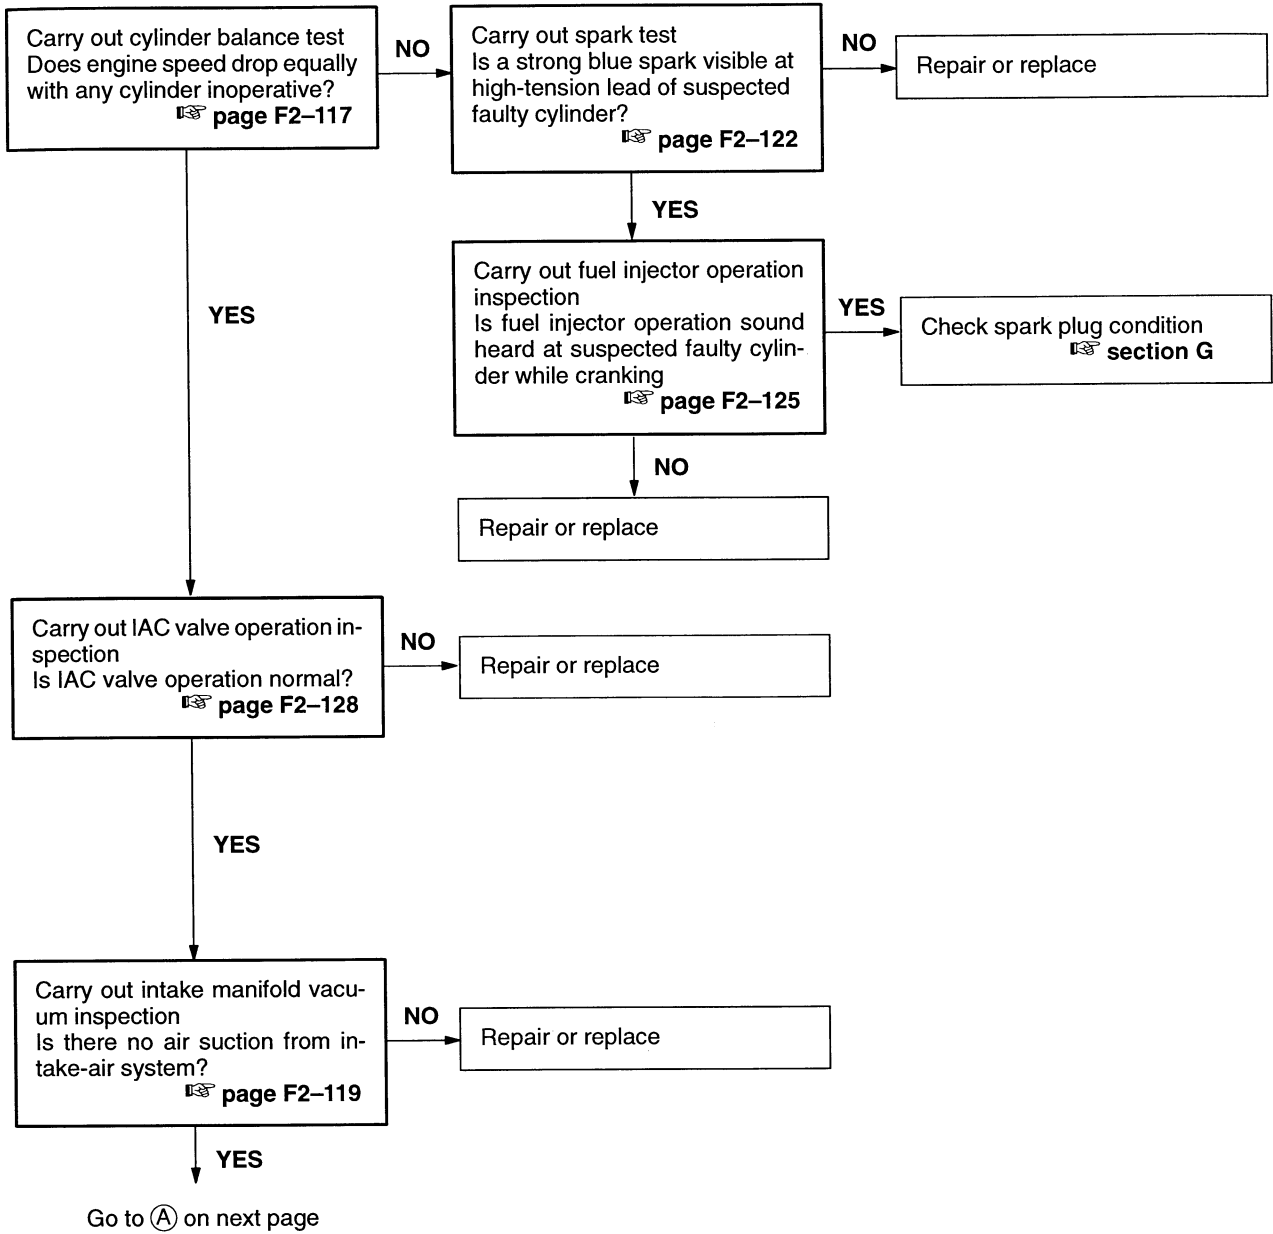 Carry out cylinder balance test
Does engine speed drop equally
with any cylinder inoperative?
☞ page F2–117
NO
Carry out spark test
Is a strong blue spark visible at
high-tension lead of suspected
faulty cylinder?
☞ page F2–122
NO
Repair or replace
YES
YES
Carry out fuel injector operation
inspection
Is fuel injector operation sound
heard at suspected faulty cylin-
der while cranking
☞ page F2–125
YES
Check spark plug condition
☞ section G
NO
Repair or replace
Carry out IAC valve operation in-
spection
Is IAC valve operation normal?
☞ page F2–128
NO
Repair or replace
YES
Carry out intake manifold vacu-
um inspection
Is there no air suction from in-
take-air system?
☞ page F2–119
NO
Repair or replace
YES
Go to Ⓐ on next page